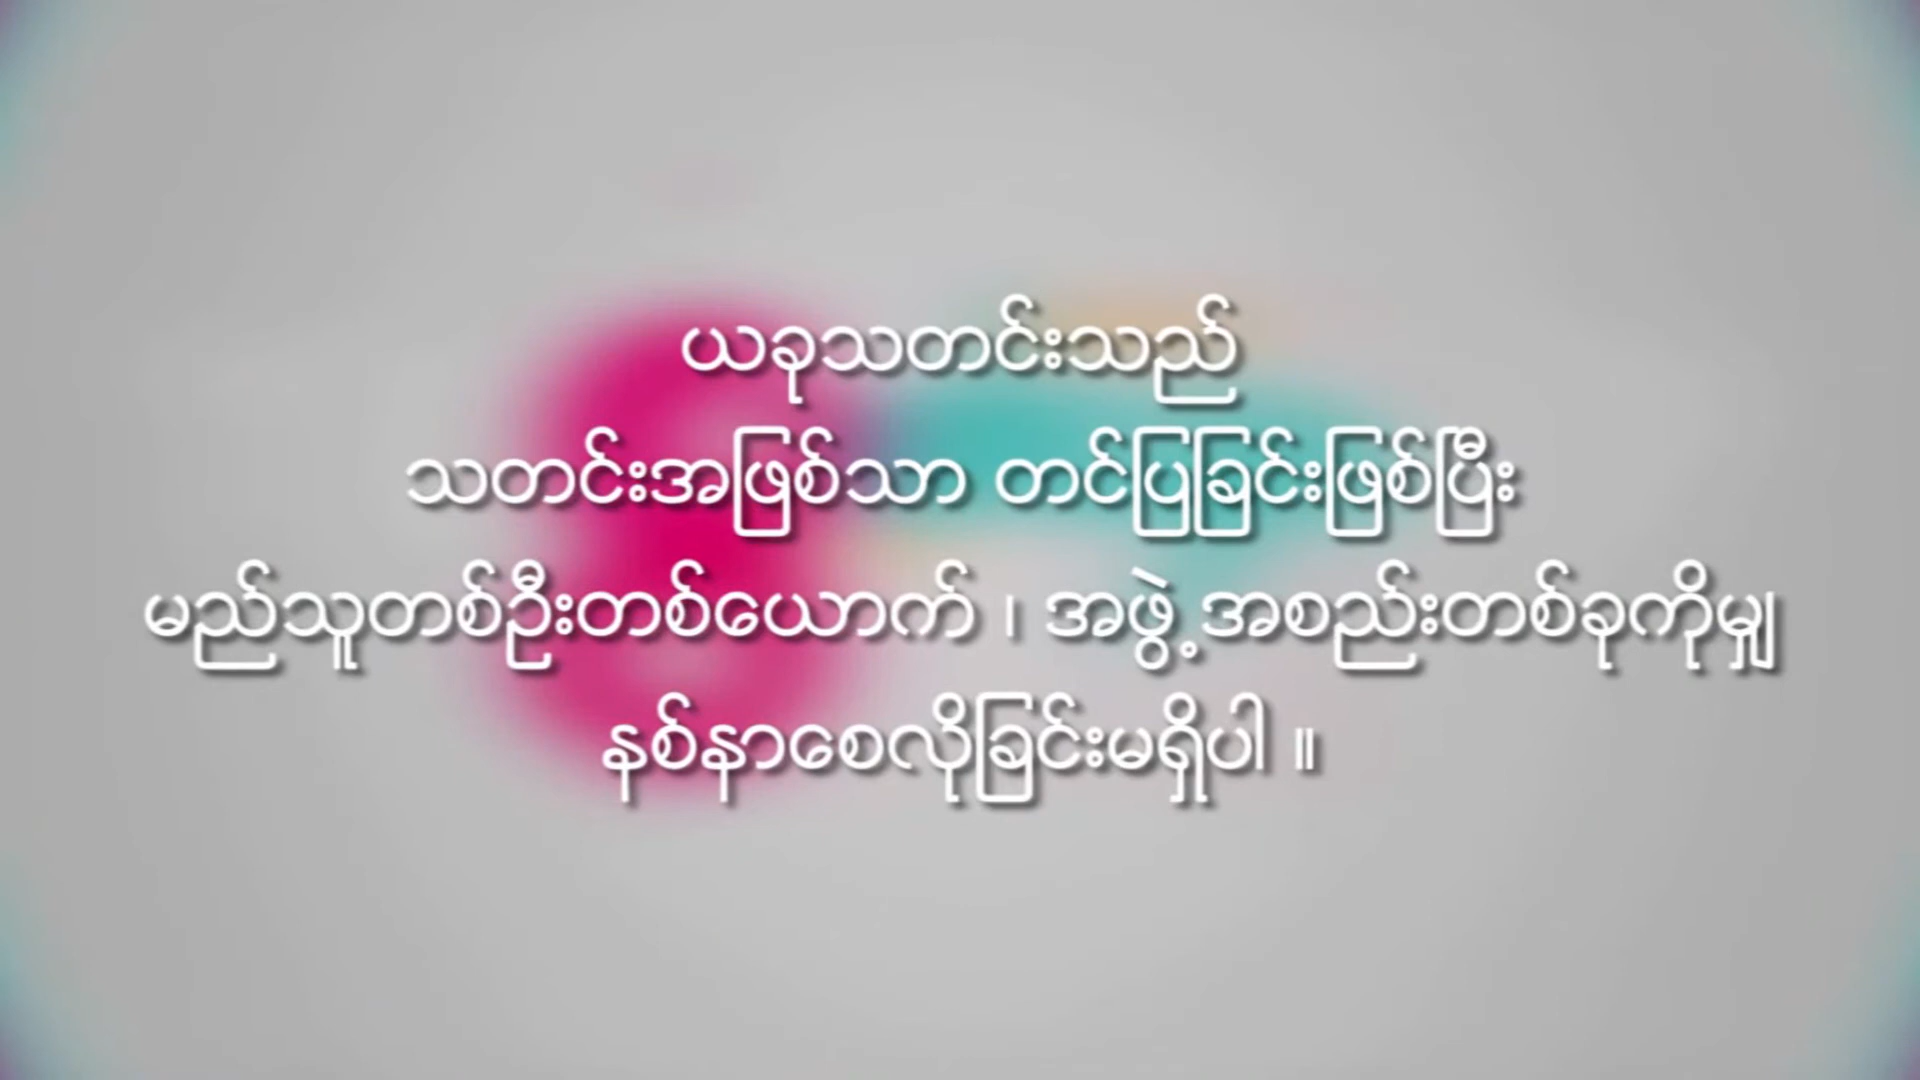 ယခုသတင်းသည်
သတင်းအဖြစ်သာ တင်ပြခြင်းဖြစ်ပြီး
မည်သူတစ်ဦးတစ်ယောက် ၊ အဖွဲ့အစည်းတစ်ခုကိုမျှ
နစ်နာစေလိုခြင်းမရှိပါ ။